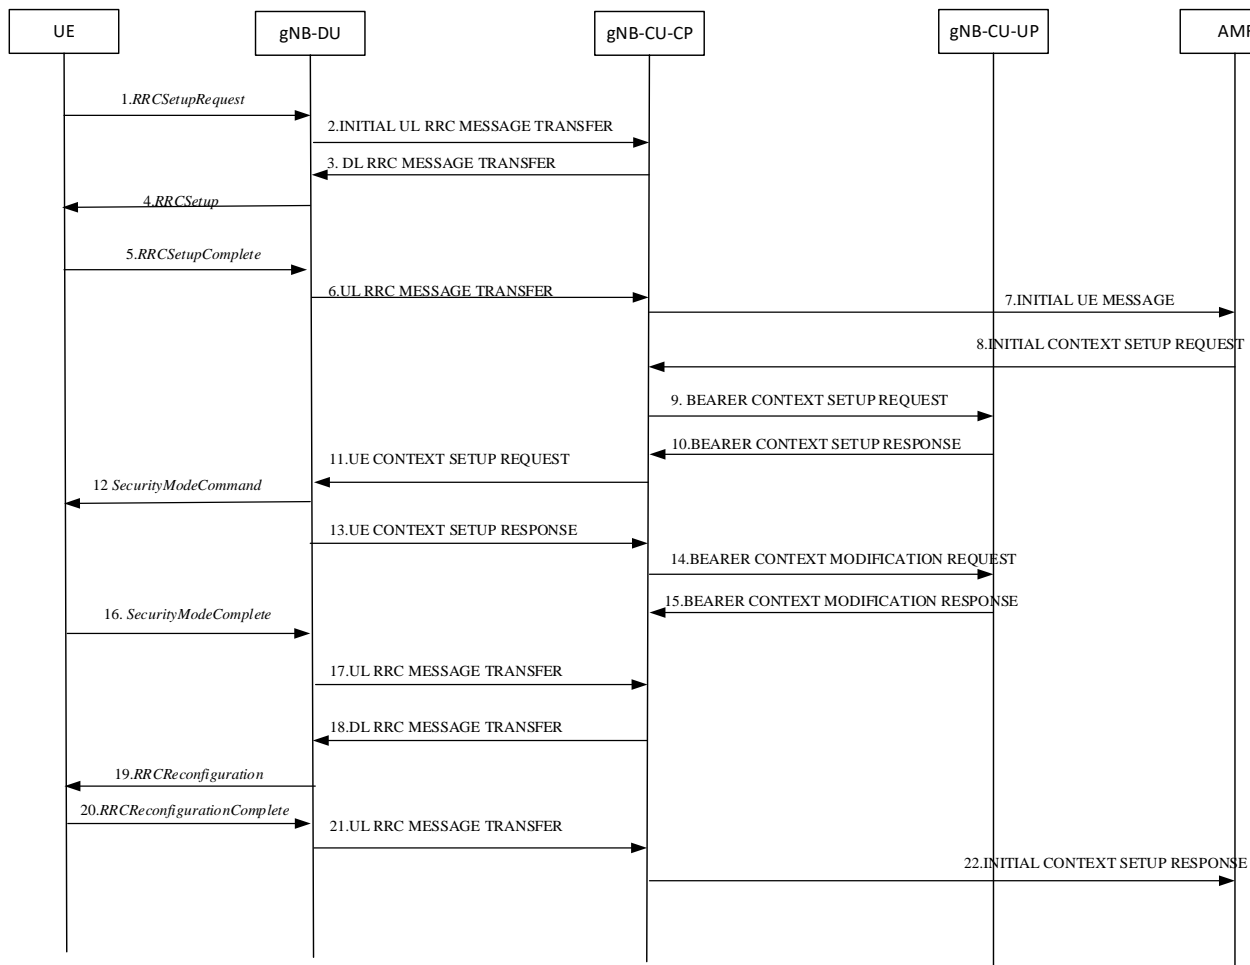 UE
gNB-DU
gNB-CU-CP
gNB-CU-UP
AMF
1.RRCSetupRequest
2.INITIAL UL RRC MESSAGE TRANSFER
3. DL RRC MESSAGE TRANSFER
4.RRCSetup
5.RRCSetupComplete
6.UL RRC MESSAGE TRANSFER
7.INITIAL UE MESSAGE
8.INITIAL CONTEXT SETUP REQUEST
9. BEARER CONTEXT SETUP REQUEST
10.BEARER CONTEXT SETUP RESPONSE
11.UE CONTEXT SETUP REQUEST
12 SecurityModeCommand
13.UE CONTEXT SETUP RESPONSE
14.BEARER CONTEXT MODIFICATION REQUEST
15.BEARER CONTEXT MODIFICATION RESPONSE
16. SecurityModeComplete
17.UL RRC MESSAGE TRANSFER
18.DL RRC MESSAGE TRANSFER
19.RRCReconfiguration
20.RRCReconfigurationComplete
21.UL RRC MESSAGE TRANSFER
22.INITIAL CONTEXT SETUP RESPONSE